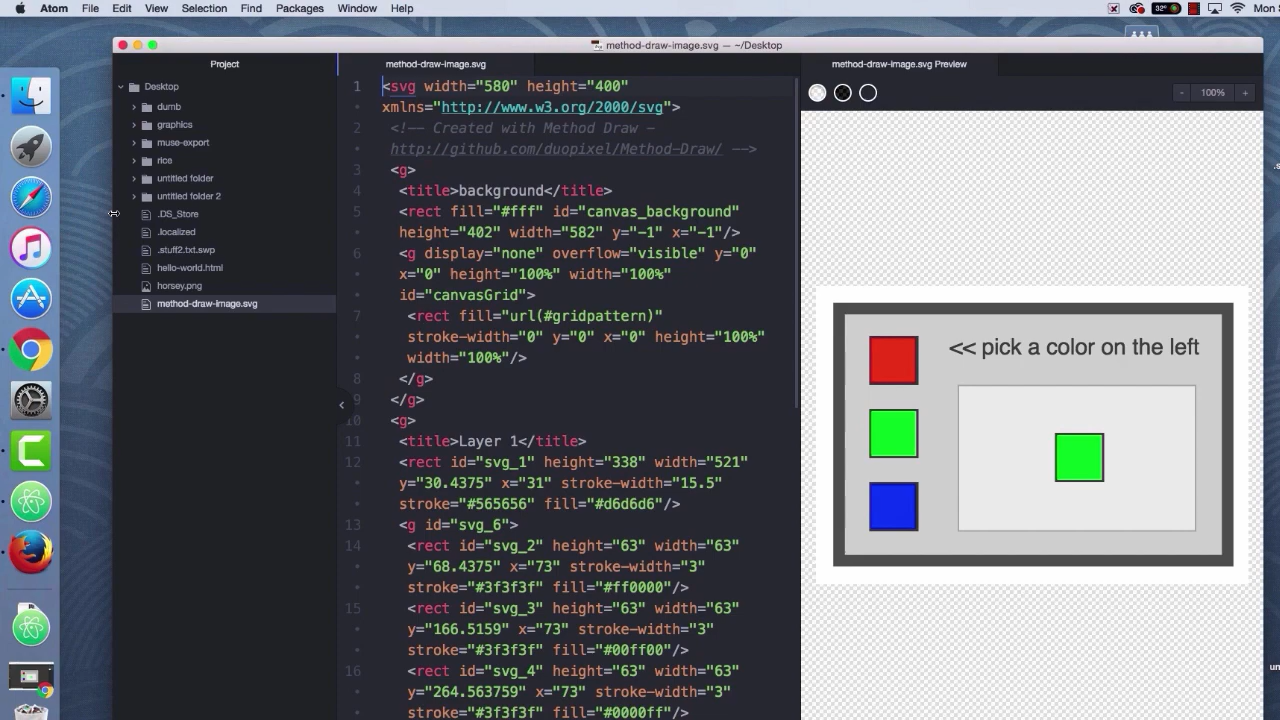 Atom File Edit View Selection Find Packages Window Help 32° Mon
method-draw-image.svg — ~/Desktop
Project
Desktop
dumb
graphics
muse-export
rice
untitled folder
untitled folder 2
.DS_Store
.localized
.stuff2.txt.swp
hello-world.html
horsey.png
method-draw-image.svg
method-draw-image.svg
1 <svg width="580" height="400"
xmlns="http://www.w3.org/2000/svg">
2 <!-- Created with Method Draw -
http://github.com/duopixel/Method-Draw/ -->
3 <g>
4 <title>background</title>
5 <rect fill="#fff" id="canvas_background"
height="402" width="582" y="-1" x="-1"/>
6 <g display="none" overflow="visible" y="0"
x="0" height="100%" width="100%"
id="canvasGrid">
7 <rect fill="url(#gridpattern)"
stroke-width="0" y="0" x="0" height="100%"
width="100%"/>
8 </g>
9 </g>
10 <g>
11 <title>Layer 1</title>
12 <rect id="svg_1" height="338" width="521"
y="30.4375" x="31" stroke-width="15.5"
stroke="#565656" fill="#d6d6d6"/>
13 <g id="svg_6">
14 <rect id="svg_2" height="63" width="63"
y="68.4375" x="73" stroke-width="3"
stroke="#3f3f3f" fill="#ff0000"/>
15 <rect id="svg_3" height="63" width="63"
y="166.5159" x="73" stroke-width="3"
stroke="#3f3f3f" fill="#00ff00"/>
16 <rect id="svg_4" height="63" width="63"
y="264.563759" x="73" stroke-width="3"
stroke="#3f3f3f" fill="#0000ff"/>
method-draw-image.svg Preview
- 100% +
<< pick a color on the left